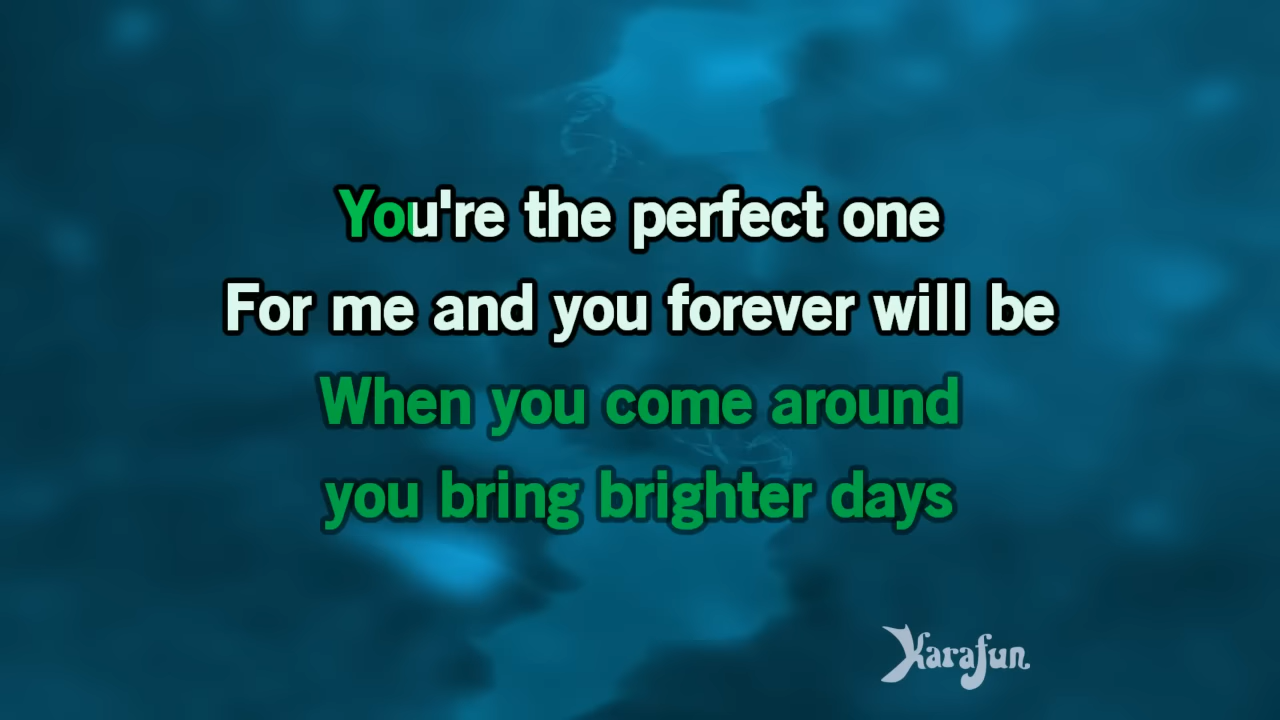 You're the perfect one
For me and you forever will be
When you come around
you bring brighter days
Karafun